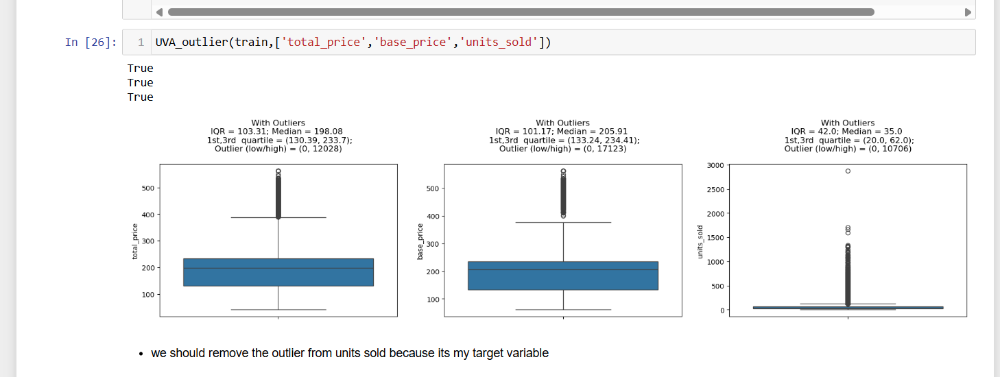 In [26]:
1 UVA_outlier(train,['total_price','base_price','units_sold'])
True
True
True
With Outliers
IQR = 103.31; Median = 198.08
1st,3rd  quartile = (130.39, 233.7);
Outlier (low/high) = (0, 12028)
500
400
300
200
100
total_price
With Outliers
IQR = 101.17; Median = 205.91
1st,3rd  quartile = (133.24, 234.41);
Outlier (low/high) = (0, 17123)
500
400
300
200
100
base_price
With Outliers
IQR = 42.0; Median = 35.0
1st,3rd  quartile = (20.0, 62.0);
Outlier (low/high) = (0, 10706)
3000
2500
2000
1500
1000
500
0
units_sold
• we should remove the outlier from units sold because its my target variable